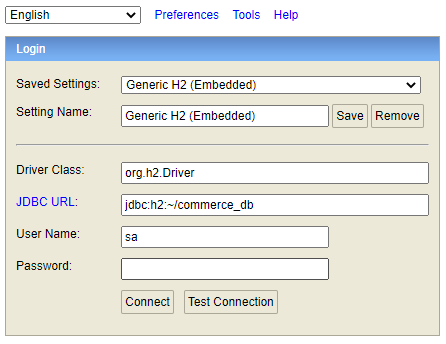 English Preferences Tools Help
Login
Saved Settings: Generic H2 (Embedded)
Setting Name: Generic H2 (Embedded) Save Remove
Driver Class: org.h2.Driver
JDBC URL: jdbc:h2:~/commerce_db
User Name: sa
Password:
Connect Test Connection